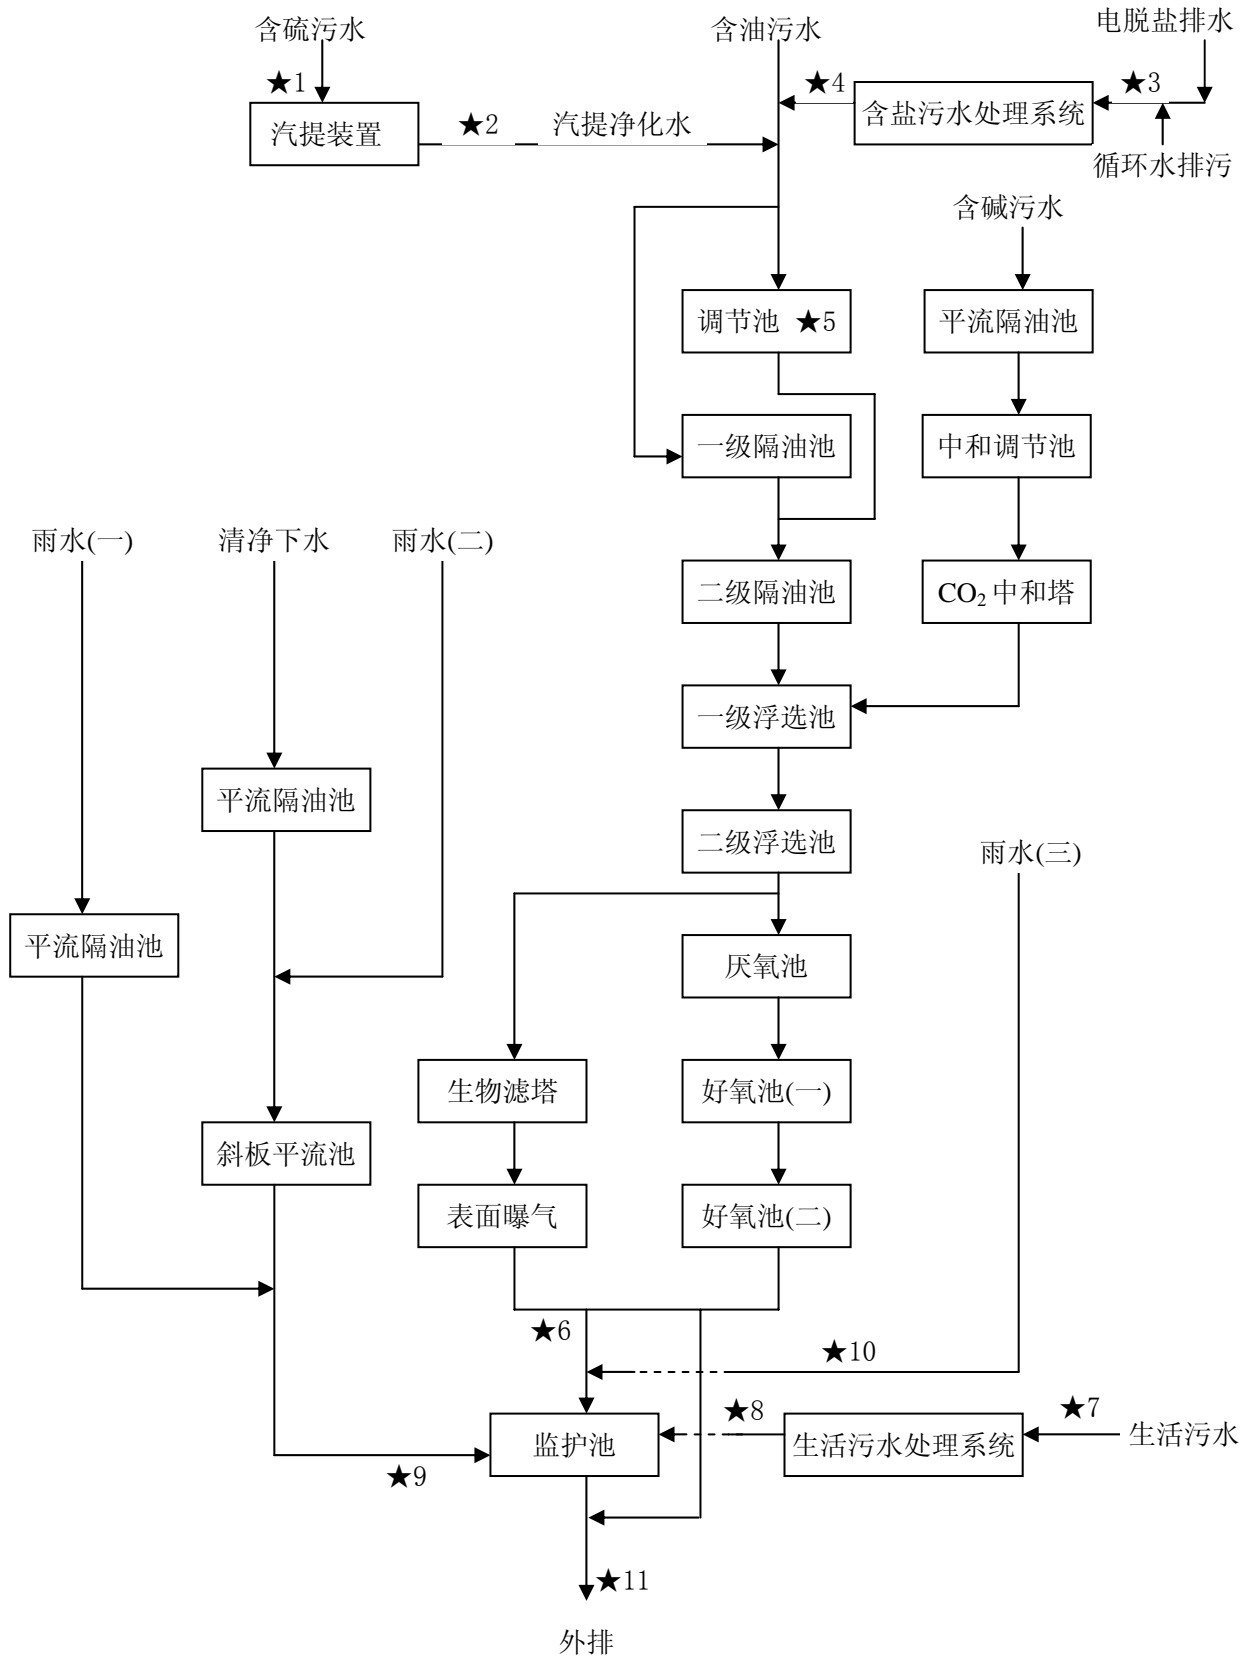 含硫污水
含油污水
电脱盐排水
★1
★4
★3
汽提装置
★2
汽提净化水
含盐污水处理系统
循环水排污
含碱污水
调节池 ★5
平流隔油池
一级隔油池
中和调节池
雨水(一)
清净下水
雨水(二)
二级隔油池
CO₂中和塔
一级浮选池
平流隔油池
二级浮选池
雨水(三)
平流隔油池
厌氧池
生物滤塔
好氧池(一)
斜板平流池
表面曝气
好氧池(二)
★6
★10
★8
★7
监护池
生活污水处理系统
生活污水
★9
★11
外排